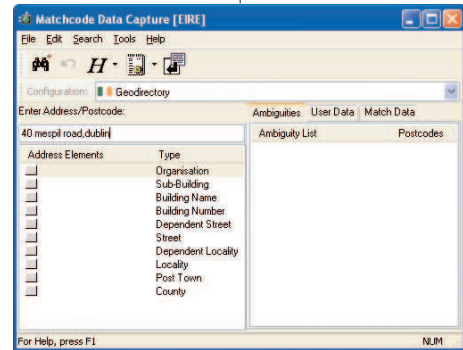 Matchcode Data Capture [EIRE]
File Edit Search Tools Help
H
Configuration: Geodirectory
Enter Address/Postcode:
40 mespil road,dublin
Ambiguities User Data Match Data
Ambiguity List Postcodes
Address Elements Type
Organisation
Sub-Building
Building Name
Building Number
Dependent Street
Street
Dependent Locality
Locality
Post Town
County
For Help, press F1 NUM